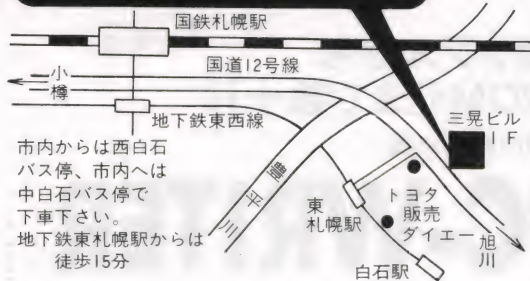 国鉄札幌駅
国道12号線
小樽
地下鉄東西線
三晃ビル
1F
市内からは西白石
バス停、市内へは
中白石バス停で
下車下さい。
地下鉄東札幌駅からは
徒歩15分
豊平川
東
札幌駅
トヨタ
販売
ダイエー
旭川
白石駅